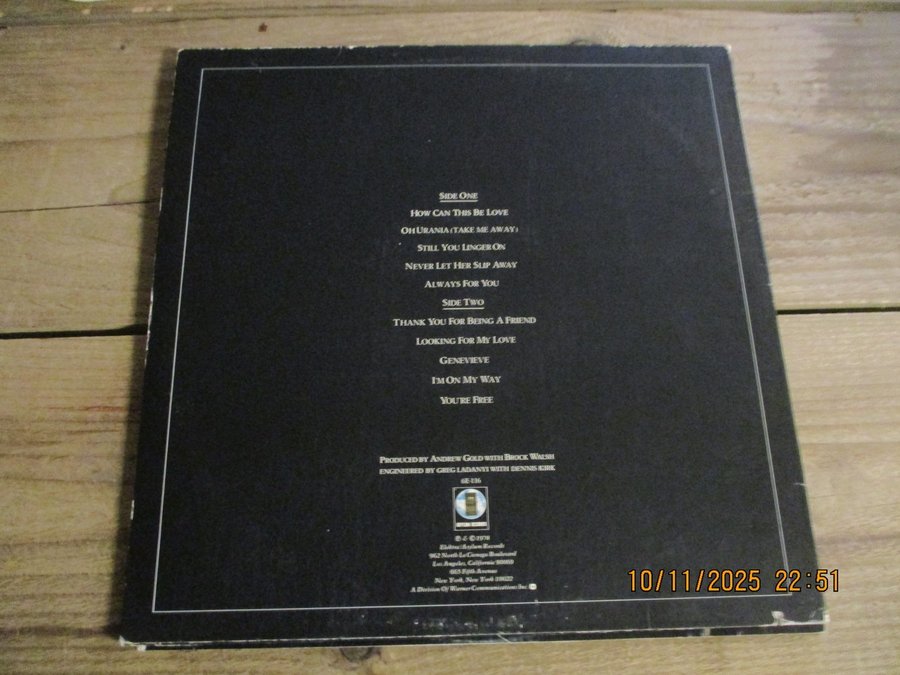 SIDE ONE
HOW CAN THIS BE LOVE
OH URANIA (TAKE ME AWAY)
STILL YOU LINGER ON
NEVER LET HER SLIP AWAY
ALWAYS FOR YOU
SIDE TWO
THANK YOU FOR BEING A FRIEND
LOOKING FOR MY LOVE
GENEVIEVE
I'M ON MY WAY
YOU'RE FREE
PRODUCED BY ANDREW GOLD WITH BROCK WALSH
ENGINEERED BY GREG LADANYI WITH DENNIS KIRK
6E-116
ASYLUM RECORDS
℗ & © 1978
Elektra/Asylum Records
962 North La Cienega Boulevard
Los Angeles, California 90069
665 Fifth Avenue
New York, New York 10022
A Division Of Warner Communications Inc.
10/11/2025 22:51